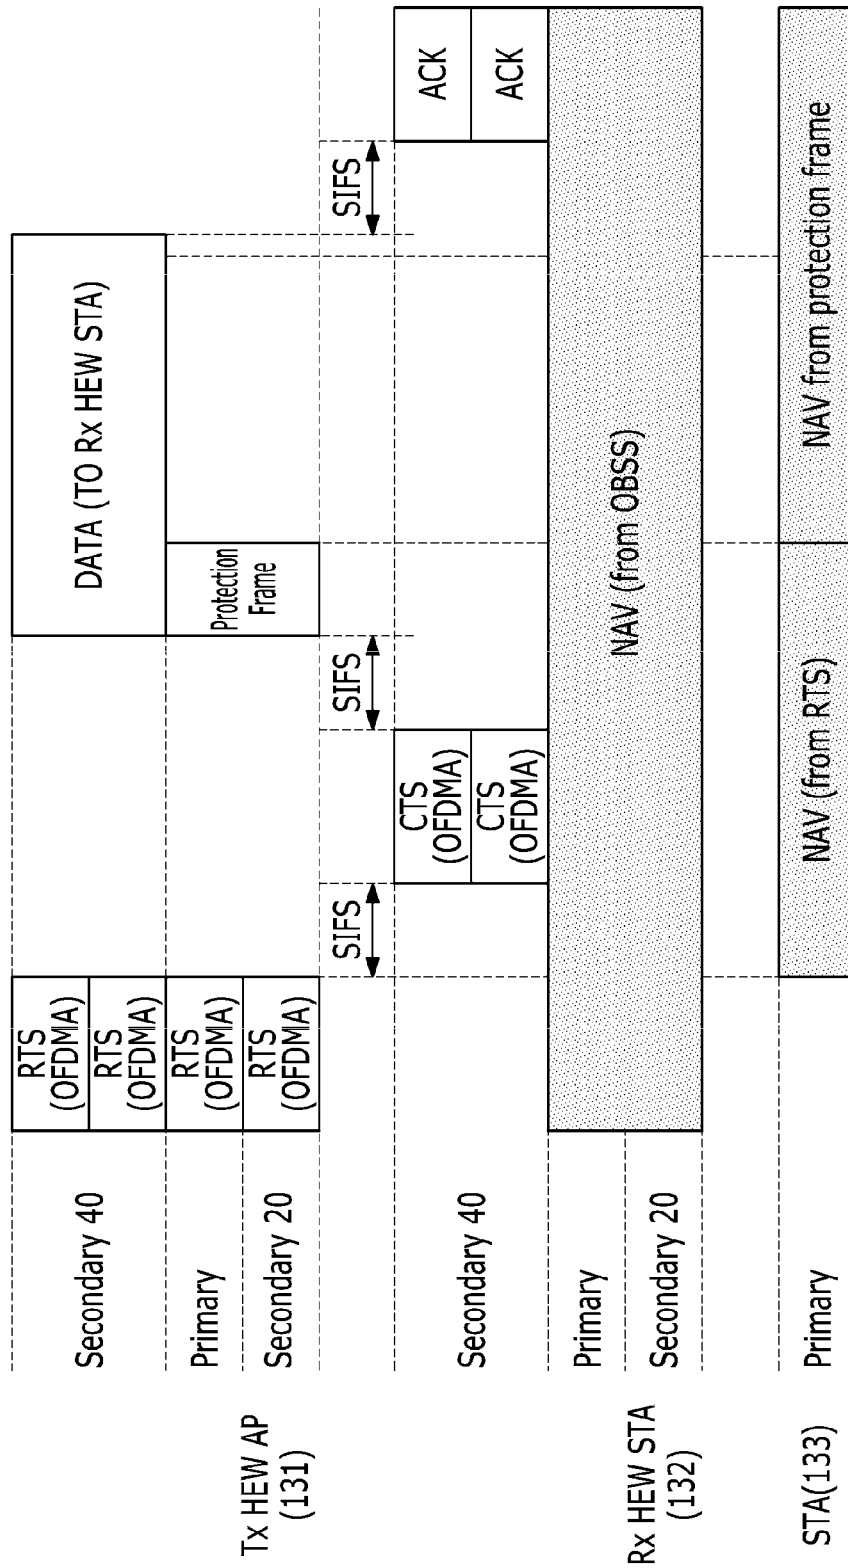 Tx HEW AP
(131)
Secondary 40
Primary
Secondary 20
RTS
(OFDMA)
RTS
(OFDMA)
RTS
(OFDMA)
RTS
(OFDMA)
DATA (TO Rx HEW STA)
Protection
Frame
SIFS
SIFS
SIFS
Rx HEW STA
(132)
Secondary 40
Primary
Secondary 20
CTS
(OFDMA)
CTS
(OFDMA)
ACK
ACK
NAV (from OBSS)
STA(133)
Primary
NAV (from RTS)
NAV from protection frame